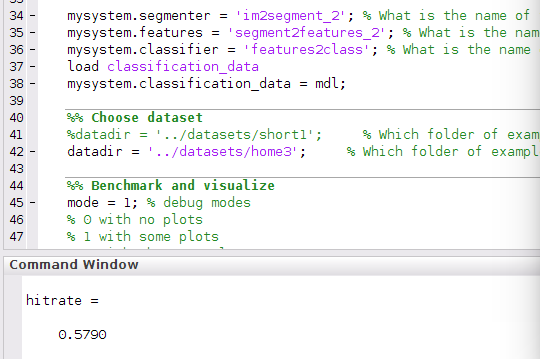 34 - mysystem.segmenter = 'im2segment_2'; % What is the name of
35 - mysystem.features = 'segment2features_2'; % What is the nam
36 - mysystem.classifier = 'features2class'; % What is the name
37 - load classification_data
38 - mysystem.classification_data = mdl;
39
40 %% Choose dataset
41 %datadir = '../datasets/short1'; % Which folder of exam
42 - datadir = '../datasets/home3'; % Which folder of exampl
43
44 %% Benchmark and visualize
45 - mode = 1; % debug modes
46 % 0 with no plots
47 % 1 with some plots
Command Window
hitrate =
0.5790